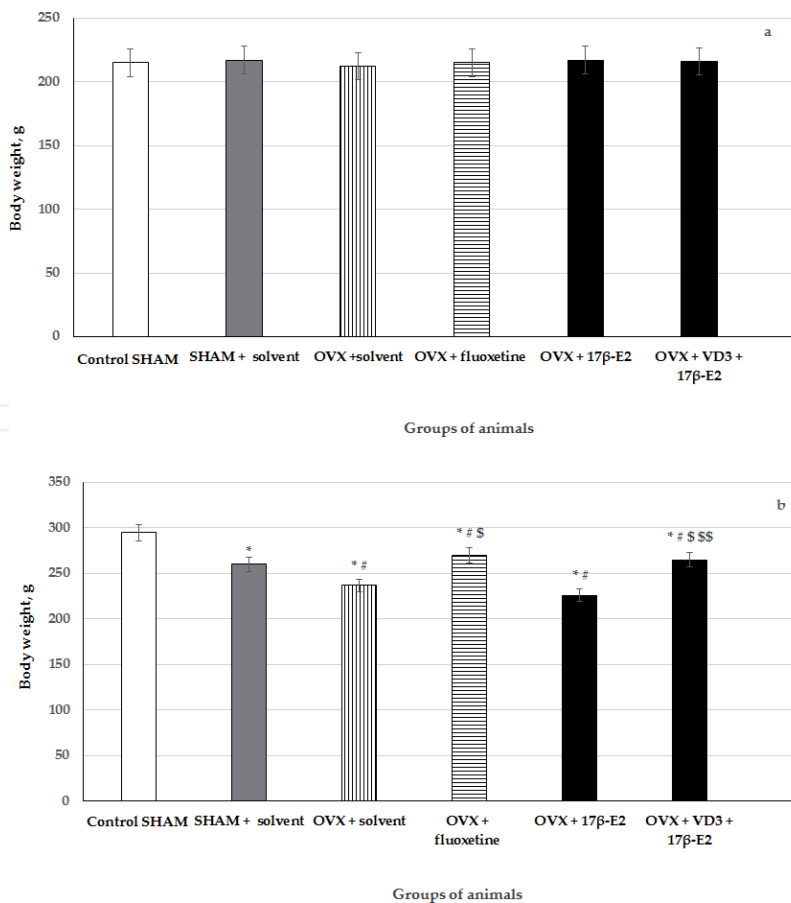 250
a
200
150
100
50
0
Body weight, g
Control SHAM SHAM + solvent OVX +solvent OVX + fluoxetine OVX + 17β-E2 OVX + VD3 +
17β-E2
Groups of animals
350
b
300
* # $ * # $ $$
*
250
* # * #
200
150
100
50
0
Body weight, g
Control SHAM SHAM + solvent OVX + solvent OVX + OVX + 17β-E2 OVX + VD3 +
fluoxetine 17β-E2
Groups of animals